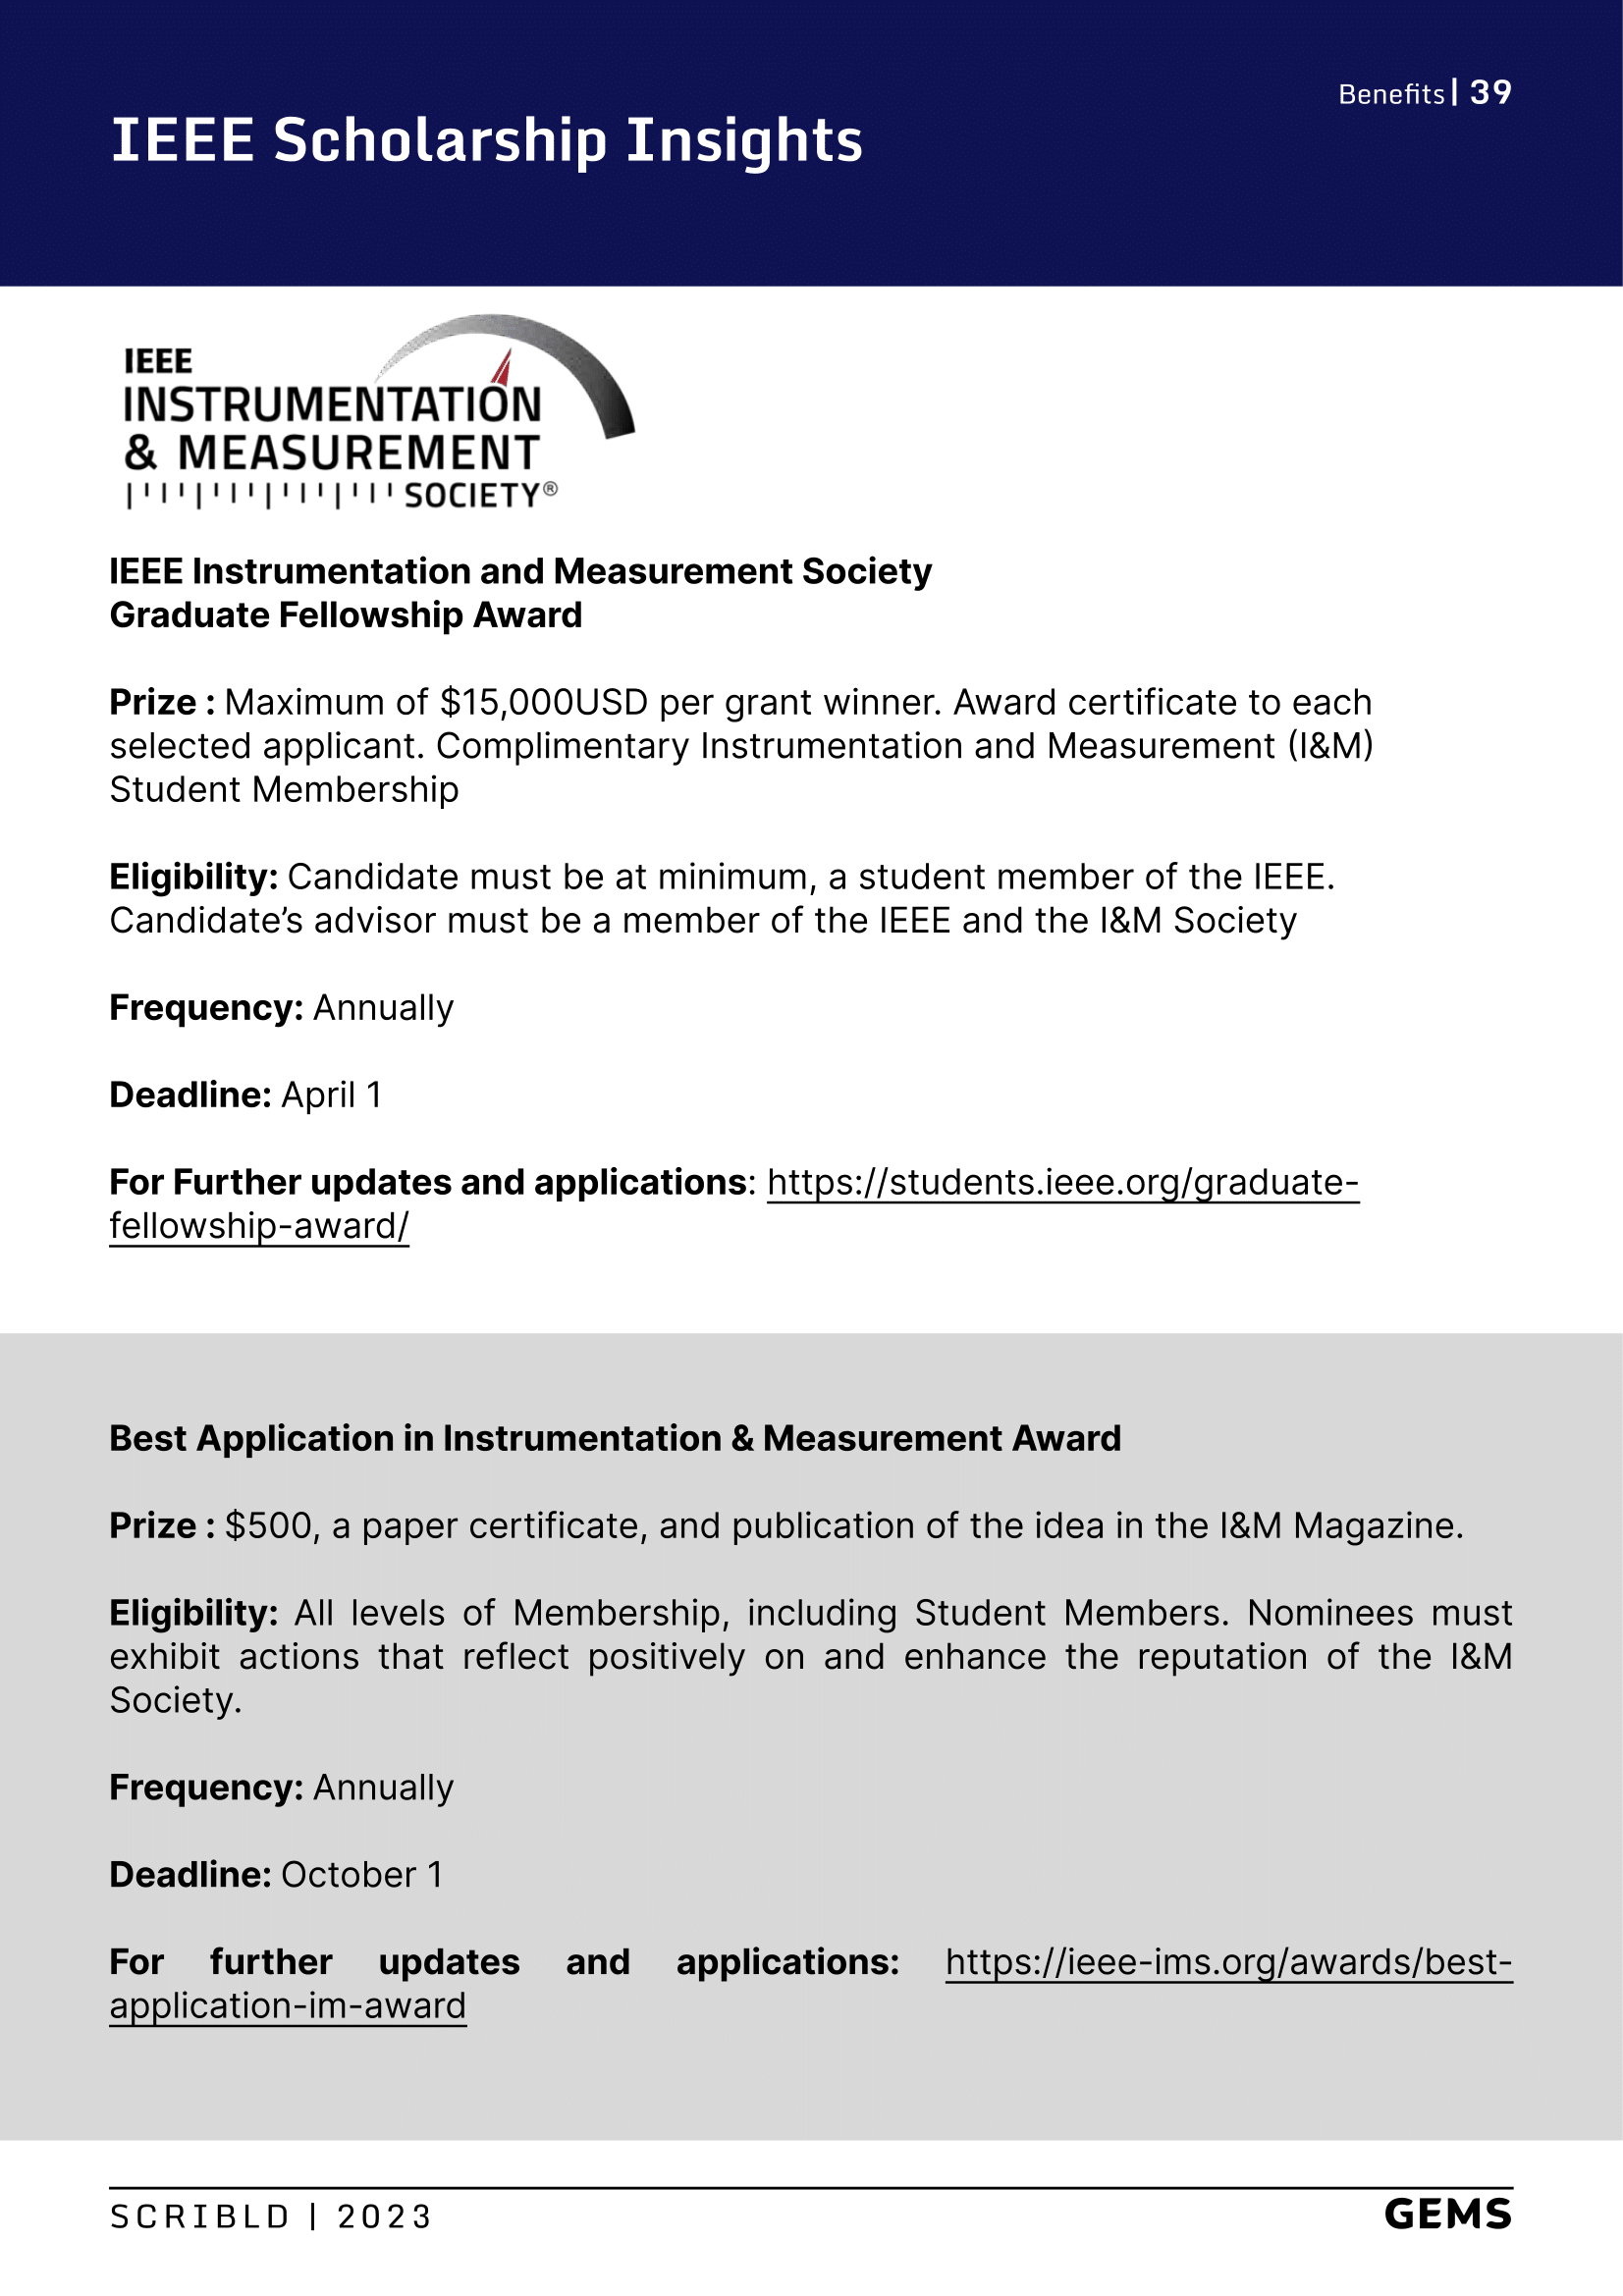 Benefits| 39
IEEE Scholarship Insights
IEEE
INSTRUMENTATION
& MEASUREMENT
SOCIETY®
IEEE Instrumentation and Measurement Society
Graduate Fellowship Award
Prize : Maximum of $15,000USD per grant winner. Award certificate to each
selected applicant. Complimentary Instrumentation and Measurement (I&M)
Student Membership
Eligibility: Candidate must be at minimum, a student member of the IEEE.
Candidate’s advisor must be a member of the IEEE and the I&M Society
Frequency: Annually
Deadline: April 1
For Further updates and applications: https://students.ieee.org/graduate-
fellowship-award/
Best Application in Instrumentation & Measurement Award
Prize : $500, a paper certificate, and publication of the idea in the I&M Magazine.
Eligibility: All levels of Membership, including Student Members. Nominees must
exhibit actions that reflect positively on and enhance the reputation of the I&M
Society.
Frequency: Annually
Deadline: October 1
For further updates and applications: https://ieee-ims.org/awards/best-
application-im-award
SCRIBLD | 2023
GEMS